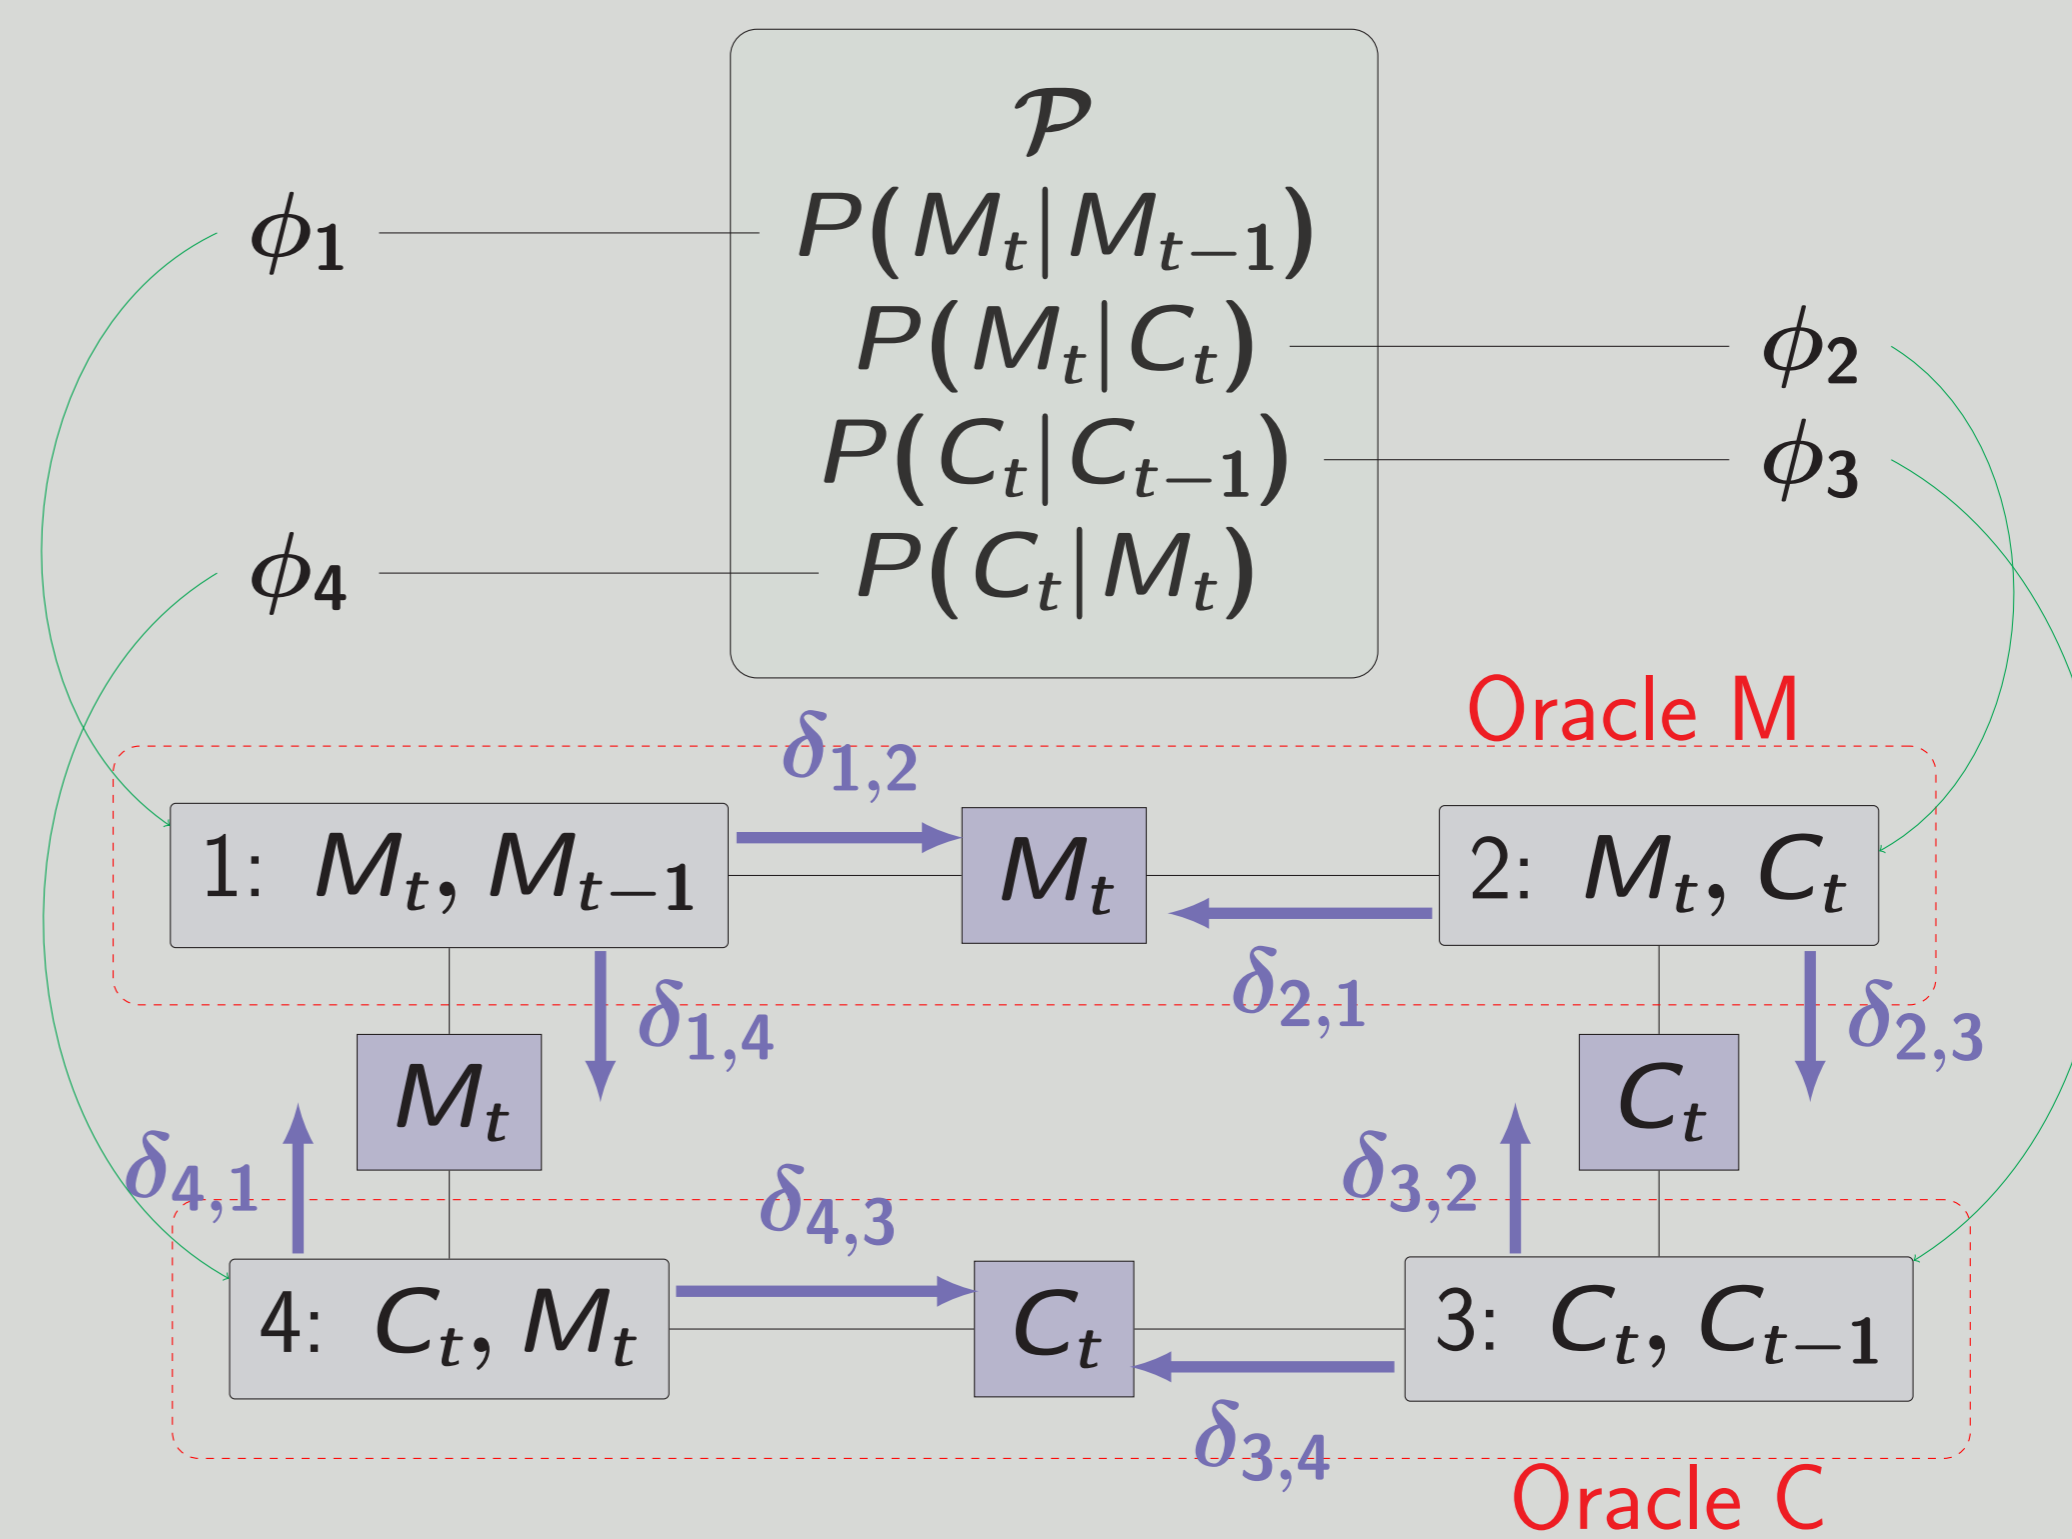 𝒫
ϕ₁
P(Mₜ|Mₜ₋₁)
P(Mₜ|Cₜ)
ϕ₂
P(Cₜ|Cₜ₋₁)
ϕ₃
ϕ₄
P(Cₜ|Mₜ)
Oracle M
δ₁,₂
1: Mₜ, Mₜ₋₁
Mₜ
2: Mₜ, Cₜ
δ₂,₁
δ₁,₄
δ₂,₃
Mₜ
Cₜ
δ₄,₁
δ₄,₃
δ₃,₂
4: Cₜ, Mₜ
Cₜ
3: Cₜ, Cₜ₋₁
δ₃,₄
Oracle C